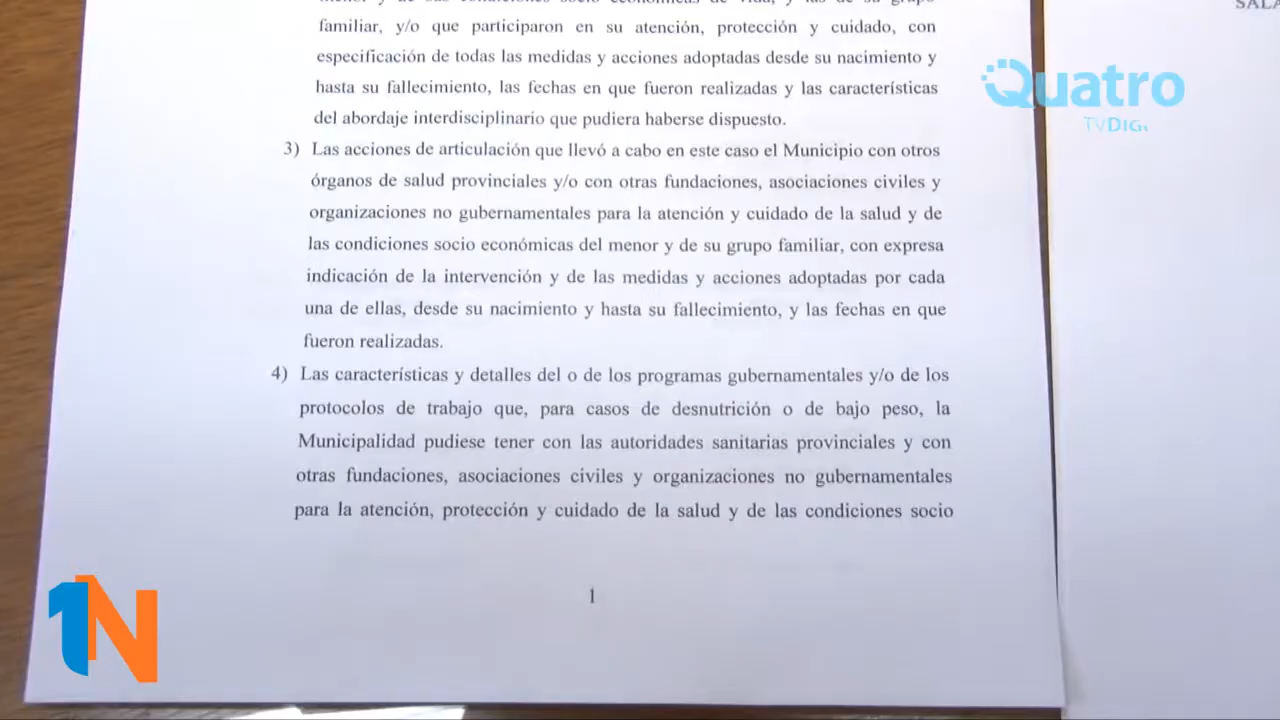 familiar, y/o que participaron en su atención, protección y cuidado, con
especificación de todas las medidas y acciones adoptadas desde su nacimiento y
hasta su fallecimiento, las fechas en que fueron realizadas y las características
del abordaje interdisciplinario que pudiera haberse dispuesto.
3) Las acciones de articulación que llevó a cabo en este caso el Municipio con otros
órganos de salud provinciales y/o con otras fundaciones, asociaciones civiles y
organizaciones no gubernamentales para la atención y cuidado de la salud y de
las condiciones socio económicas del menor y de su grupo familiar, con expresa
indicación de la intervención y de las medidas y acciones adoptadas por cada
una de ellas, desde su nacimiento y hasta su fallecimiento, y las fechas en que
fueron realizadas.
4) Las características y detalles del o de los programas gubernamentales y/o de los
protocolos de trabajo que, para casos de desnutrición o de bajo peso, la
Municipalidad pudiese tener con las autoridades sanitarias provinciales y con
otras fundaciones, asociaciones civiles y organizaciones no gubernamentales
para la atención, protección y cuidado de la salud y de las condiciones socio
1
Quatro
TVDIG
1N